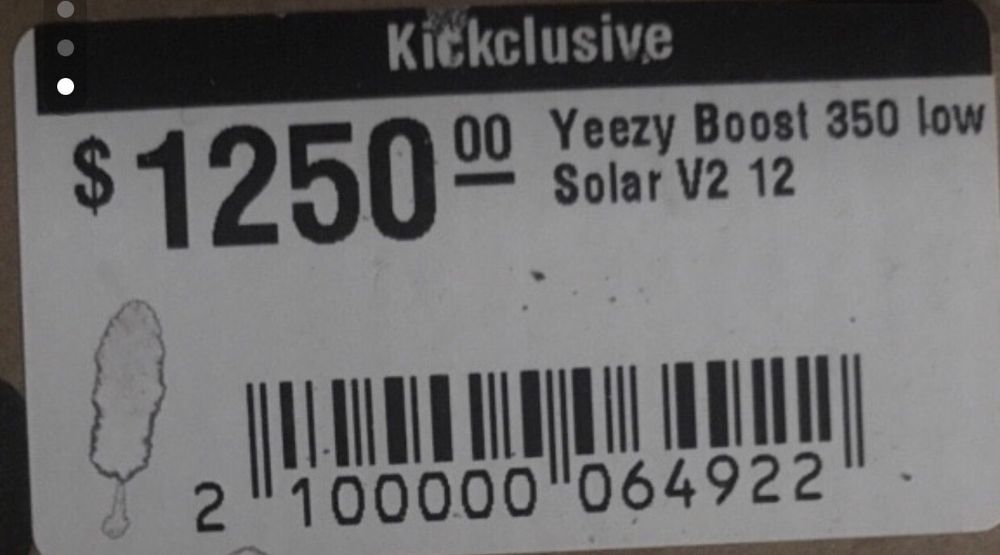 Kickclusive
$1250 00
Yeezy Boost 350 low
Solar V2 12
2 100000 064922